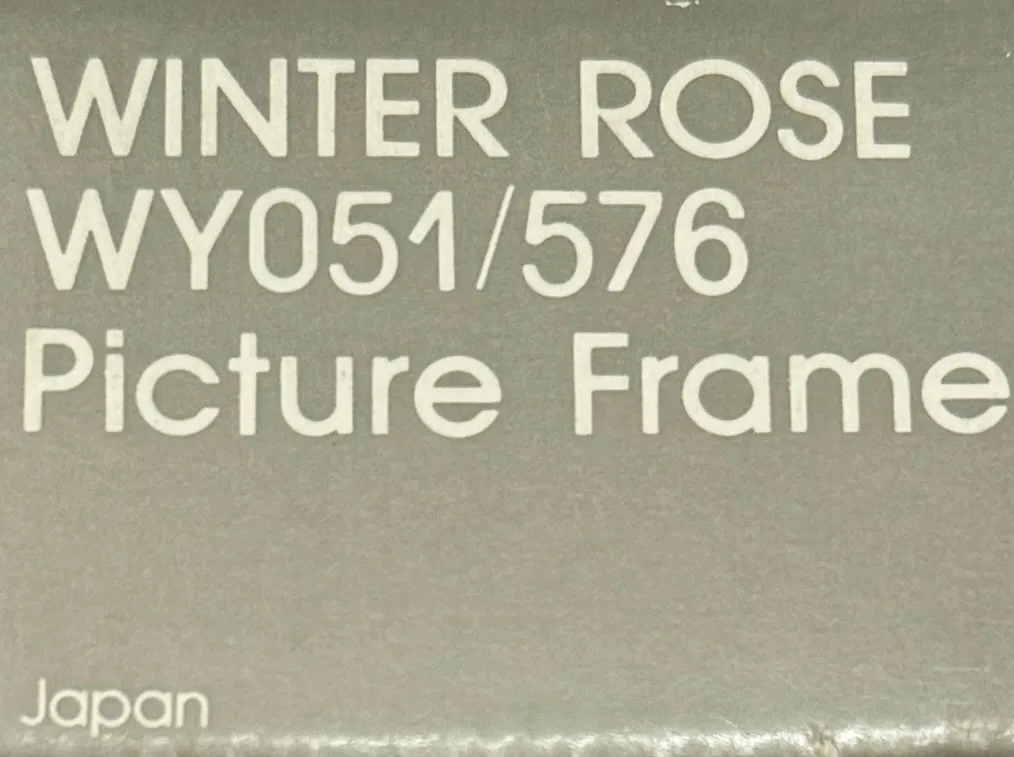 WINTER ROSE
WY051/576
Picture Frame
Japan